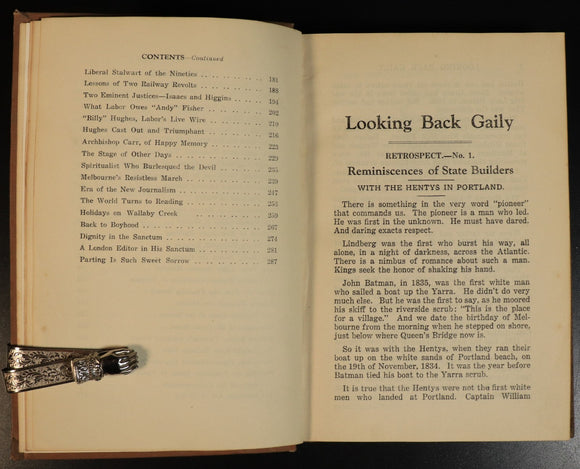 CONTENTS—Continued
Liberal Stalwart of the Nineties . . . . . . . . . . 181
Lessons of Two Railway Revolts . . . . . . . . . . 188
Two Eminent Justices—Isaacs and Higgins . . . . . . 194
What Labor Owes "Andy" Fisher . . . . . . . . . . 202
"Billy" Hughes, Labor's Live Wire . . . . . . . . . . 210
Hughes Cast Out and Triumphant . . . . . . . . . . 216
Archbishop Carr, of Happy Memory . . . . . . . . . . 223
The Stage of Other Days . . . . . . . . . . 229
Spiritualist Who Burlesqued the Devil . . . . . . 235
Melbourne's Resistless March . . . . . . . . . .
Era of the New Journalism . . . . . . . . . . 247
The World Turns to Reading . . . . . . . . . . 253
Holidays on Wallaby Creek . . . . . . . . . . 259
Back to Boyhood . . . . . . . . . . 267
Dignity in the Sanctum . . . . . . . . . . 274
A London Editor in His Sanctum . . . . . . . . . . 281
Parting Is Such Sweet Sorrow . . . . . . . . . . 287
Looking Back Gaily
RETROSPECT.—No. 1.
Reminiscences of State Builders
WITH THE HENTYS IN PORTLAND.
There is something in the very word "pioneer"
that commands us. The pioneer is a man who led.
He was first in the unknown. He must have dared.
And daring exacts respect.
Lindberg was the first who burst his way, all
alone, in a night of darkness, across the Atlantic.
There is a nimbus of romance about such a man.
Kings seek the honor of shaking his hand.
John Batman, in 1835, was the first white man
who sailed a boat up the Yarra. He didn't do very
much else. But he was the first to say, as he moored
his skiff to the riverside scrub: "This is the place
for a village." And we date the birthday of Mel-
bourne from the morning when he stepped on shore,
just below where Queen's Bridge now is.
So it was with the Hentys, when they ran their
boat up on the white sands of Portland beach, on
the 19th of November, 1834. It was the year before
Batman tied his boat to the Yarra scrub.
It is true that the Hentys were not the first white
men who landed at Portland. Captain William